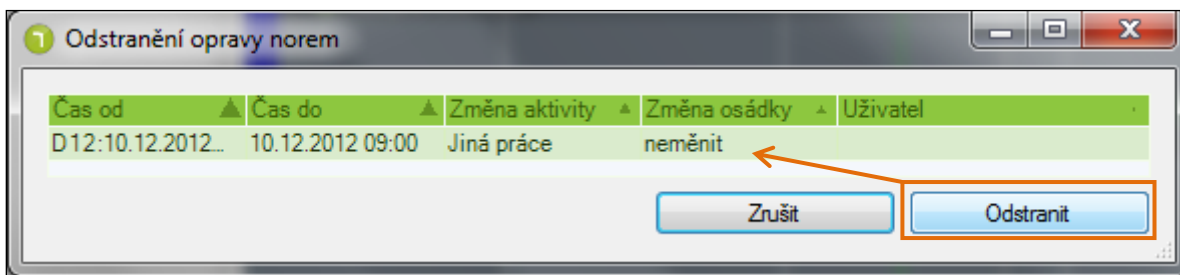 Odstranění opravy norem
Čas od Čas do Změna aktivity Změna osádky Uživatel
D12:10.12.2012... 10.12.2012 09:00 Jiná práce neměnit
Zrušit Odstranit